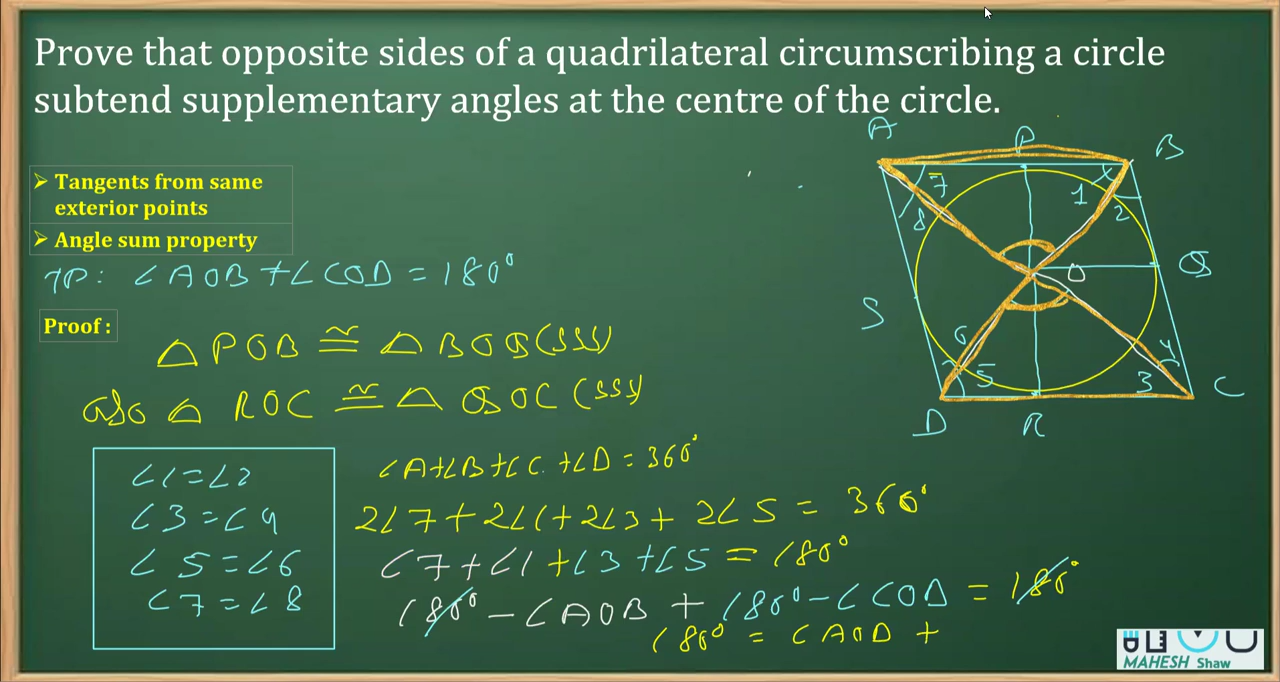 Prove that opposite sides of a quadrilateral circumscribing a circle
subtend supplementary angles at the centre of the circle.
➢ Tangents from same
exterior points
➢ Angle sum property
TP: ∠AOB + ∠COD = 180°
Proof :
△ POB ≅ △ BOQ (SSS)
also △ ROC ≅ △ QOC (SSS)
∠1 = ∠2
∠3 = ∠4
∠5 = ∠6
∠7 = ∠8
∠A + ∠B + ∠C + ∠D = 360°
2∠7 + 2∠1 + 2∠3 + 2∠5 = 360°
∠7 + ∠1 + ∠3 + ∠5 = 180°
180° - ∠AOB + 180° - ∠COD = 180°
180° = ∠AOD +
A P B
7 1
8 2
O Q
S
6 4
5 3 C
D R
MAHESH Shaw